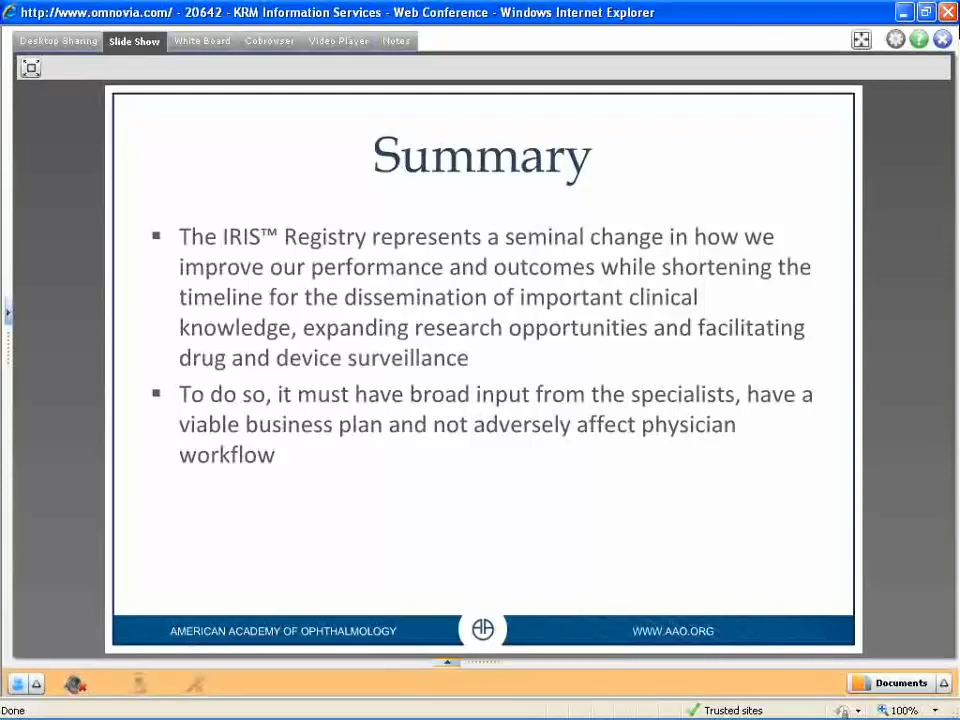 http://www.omnovia.com/ - 20642 - KRM Information Services - Web Conference - Windows Internet Explorer
Desktop Sharing Slide Show White Board Cobrowser Video Player Notes
Summary
▪ The IRIS™ Registry represents a seminal change in how we
improve our performance and outcomes while shortening the
timeline for the dissemination of important clinical
knowledge, expanding research opportunities and facilitating
drug and device surveillance
▪ To do so, it must have broad input from the specialists, have a
viable business plan and not adversely affect physician
workflow
AMERICAN ACADEMY OF OPHTHALMOLOGY WWW.AAO.ORG
Documents
Done Trusted sites 100%